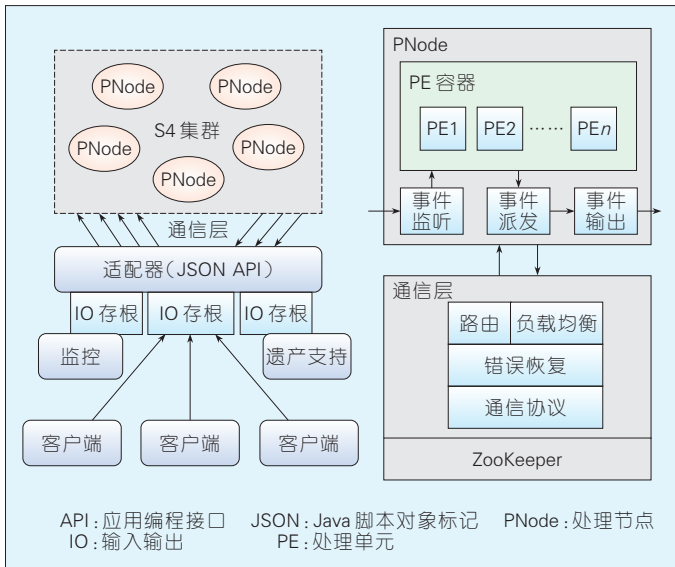 PNode
PNode
S4 集群
PNode
PNode
PNode
通信层
适配器(JSON API)
IO 存根
IO 存根
IO 存根
监控
遗产支持
客户端
客户端
客户端
PNode
PE 容器
PE1
PE2
……
PEn
事件
监听
事件
派发
事件
输出
通信层
路由
负载均衡
错误恢复
通信协议
ZooKeeper
API:应用编程接口 JSON:Java 脚本对象标记 PNode:处理节点
IO:输入输出 PE:处理单元